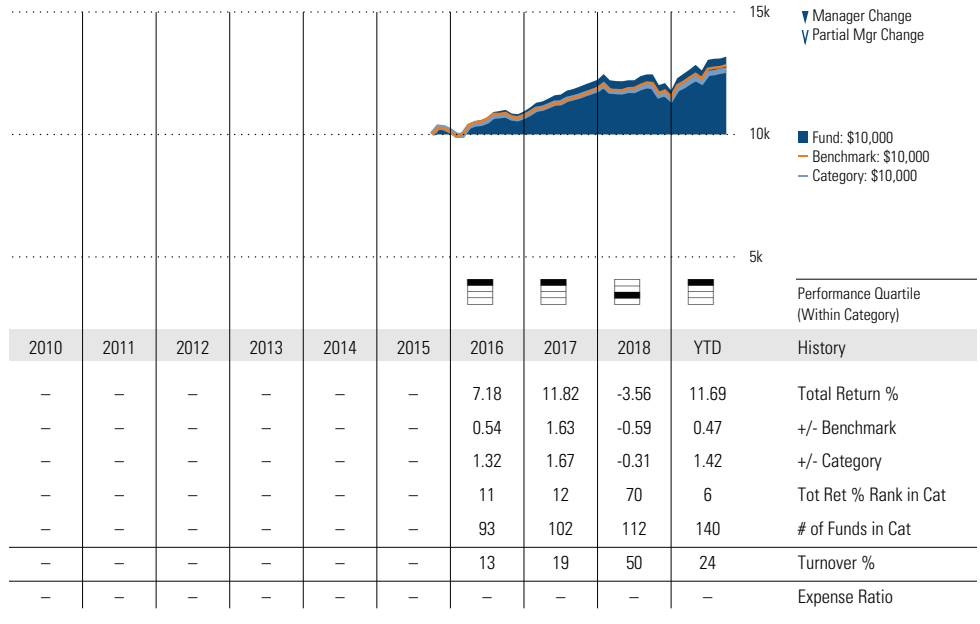 15k
▼ Manager Change
∨ Partial Mgr Change
10k
Fund: $10,000
Benchmark: $10,000
Category: $10,000
5k
Performance Quartile
(Within Category)
2010 2011 2012 2013 2014 2015 2016 2017 2018 YTD History
– – – – – – 7.18 11.82 -3.56 11.69 Total Return %
– – – – – – 0.54 1.63 -0.59 0.47 +/- Benchmark
– – – – – – 1.32 1.67 -0.31 1.42 +/- Category
– – – – – – 11 12 70 6 Tot Ret % Rank in Cat
– – – – – – 93 102 112 140 # of Funds in Cat
– – – – – – 13 19 50 24 Turnover %
– – – – – – – – – – Expense Ratio